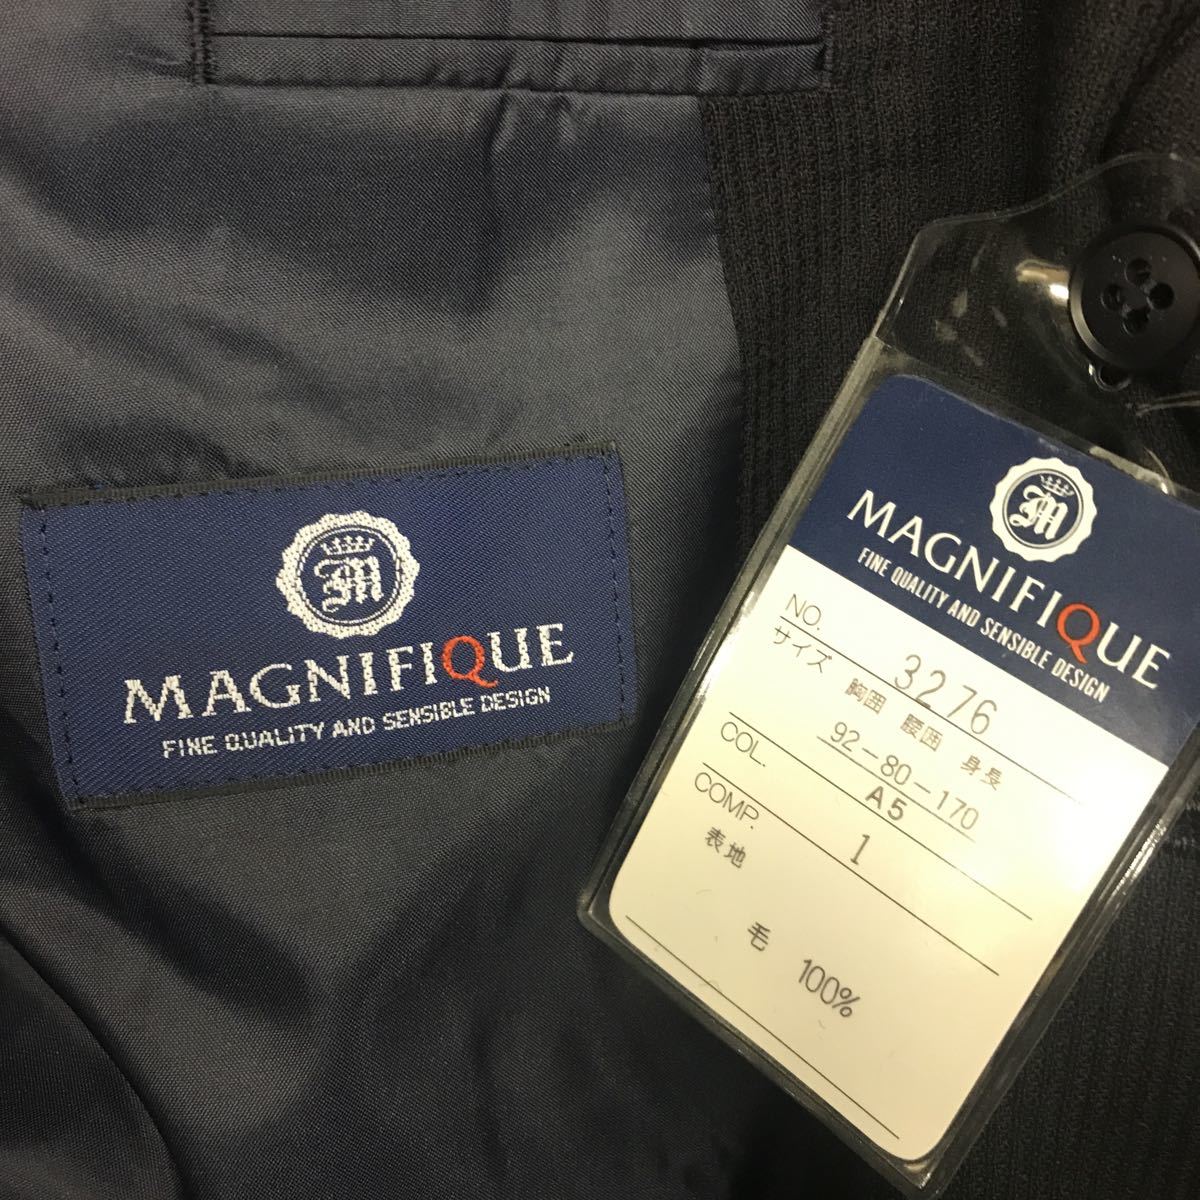 M
MAGNIFIQUE
FINE QUALITY AND SENSIBLE DESIGN
M
MAGNIFIQUE
FINE QUALITY AND SENSIBLE DESIGN
NO. 3276
サイズ 胸囲 腰囲 身長
92-80-170
A5
COL. 1
COMP.
表地
毛 100%